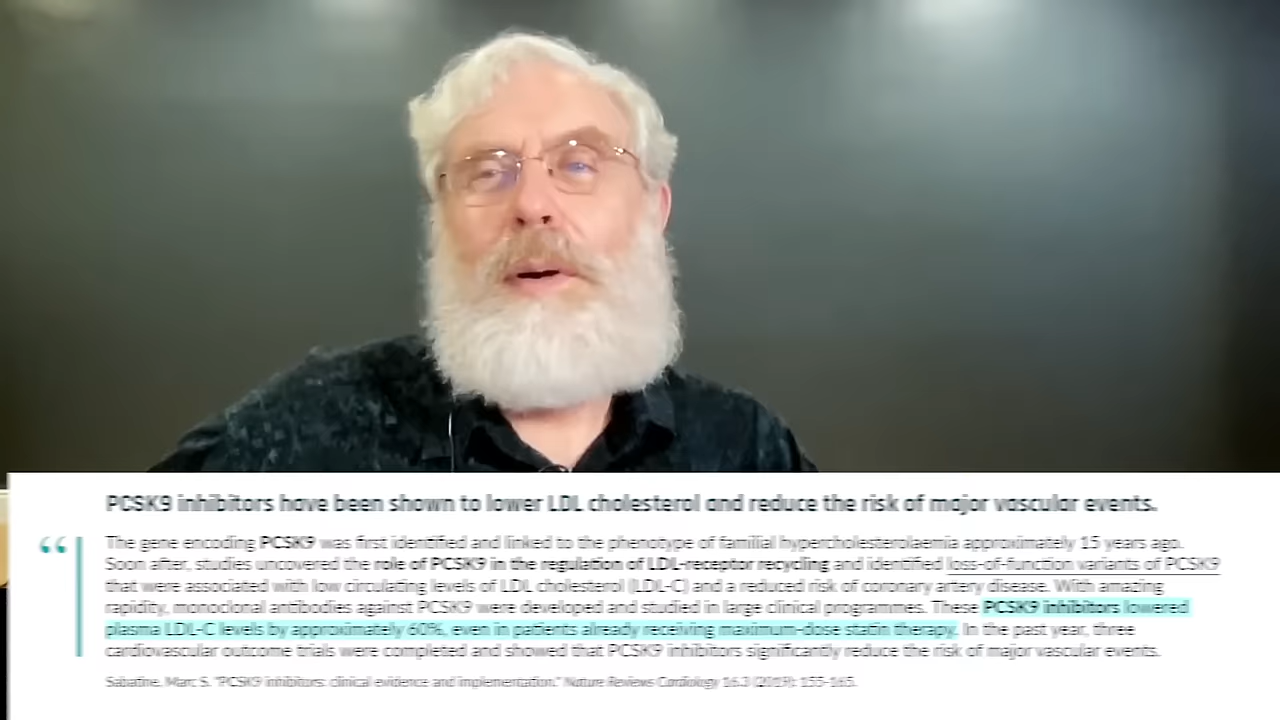 PCSK9 inhibitors have been shown to lower LDL cholesterol and reduce the risk of major vascular events.
“
The gene encoding PCSK9 was first identified and linked to the phenotype of familial hypercholesterolaemia approximately 15 years ago.
Soon after, studies uncovered the role of PCSK9 in the regulation of LDL-receptor recycling and identified loss-of-function variants of PCSK9
that were associated with low circulating levels of LDL cholesterol (LDL-C) and a reduced risk of coronary artery disease. With amazing
rapidity, monoclonal antibodies against PCSK9 were developed and studied in large clinical programmes. These PCSK9 inhibitors lowered
plasma LDL-C levels by approximately 60%, even in patients already receiving maximum-dose statin therapy. In the past year, three
cardiovascular outcome trials were completed and showed that PCSK9 inhibitors significantly reduce the risk of major vascular events.
Sabatine, Marc S. "PCSK9 inhibitors: clinical evidence and implementation." Nature Reviews Cardiology 16.3 (2019): 155-165.